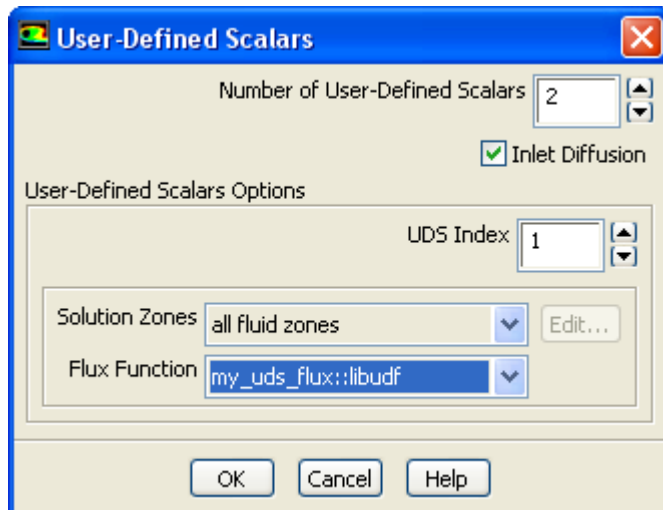 User-Defined Scalars
Number of User-Defined Scalars 2
Inlet Diffusion
User-Defined Scalars Options
UDS Index 1
Solution Zones all fluid zones Edit...
Flux Function my_uds_flux::libudf
OK Cancel Help